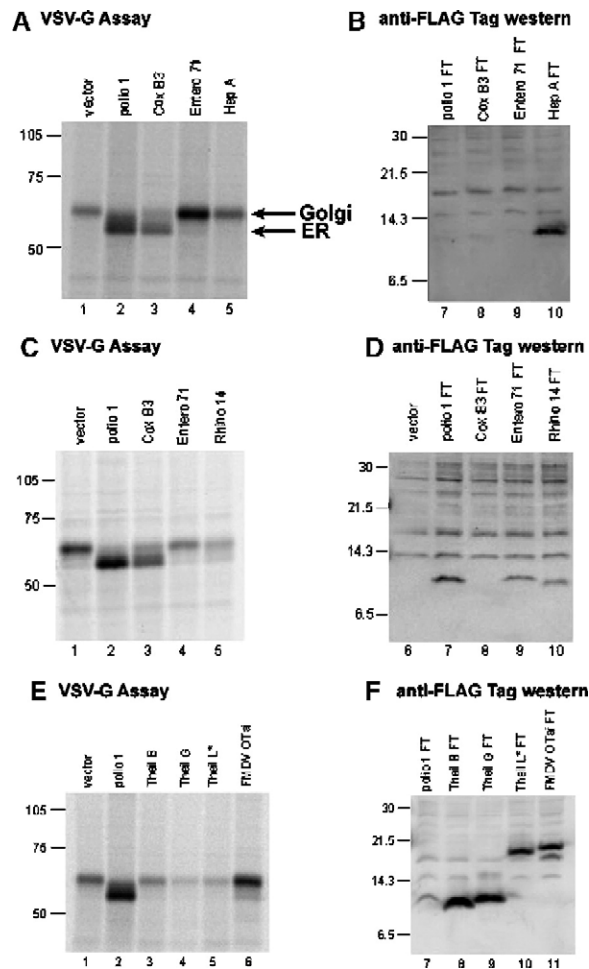 A VSV-G Assay
vector
polio 1
Cox B3
Entero 71
Hep A
105
75
50
Golgi
ER
1 2 3 4 5
B anti-FLAG Tag western
polio 1 FT
Cox B3 FT
Entero 71 FT
Hep A FT
30
21.5
14.3
6.5
7 8 9 10
C VSV-G Assay
vector
polio 1
Cox B3
Entero 71
Rhino 14
105
75
50
1 2 3 4 5
D anti-FLAG Tag western
vector
polio 1 FT
Cox B3 FT
Entero 71 FT
Rhino 14 FT
30
21.5
14.3
6.5
6 7 8 9 10
E VSV-G Assay
vector
polio 1
Theil B
Theil G
Theil L*
FMDV OTai
105
75
50
1 2 3 4 5 6
F anti-FLAG Tag western
polio1 FT
Theil B FT
Theil G FT
Theil L* FT
FMDV OTai FT
30
21.5
14.3
6.5
7 8 9 10 11